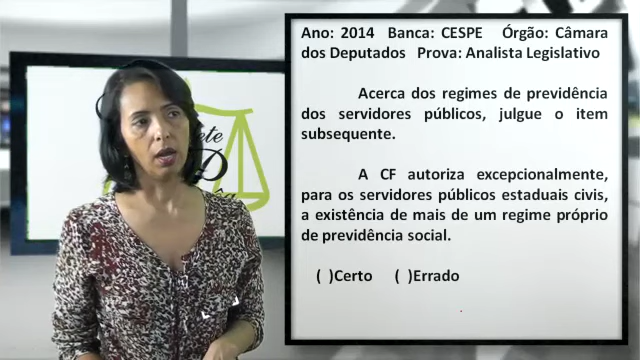 Ano: 2014 Banca: CESPE Órgão: Câmara
dos Deputados Prova: Analista Legislativo
Acerca dos regimes de previdência
dos servidores públicos, julgue o item
subsequente.
A CF autoriza excepcionalmente,
para os servidores públicos estaduais civis,
a existência de mais de um regime próprio
de previdência social.
( )Certo ( )Errado